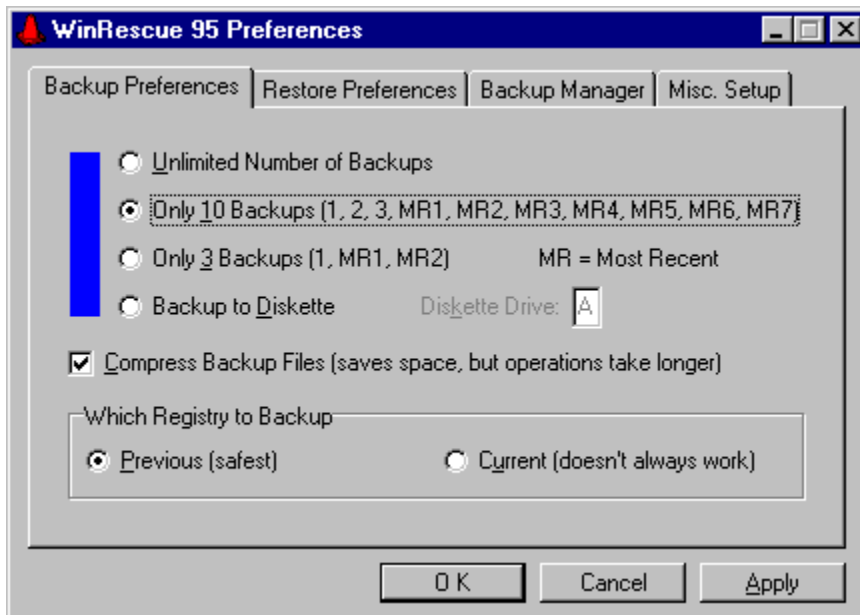 WinRescue 95 Preferences
Backup Preferences Restore Preferences Backup Manager Misc. Setup
Unlimited Number of Backups
Only 10 Backups (1, 2, 3, MR1, MR2, MR3, MR4, MR5, MR6, MR7)
Only 3 Backups (1, MR1, MR2) MR = Most Recent
Backup to Diskette Diskette Drive: A
Compress Backup Files (saves space, but operations take longer)
Which Registry to Backup
Previous (safest) Current (doesn't always work)
O K Cancel Apply